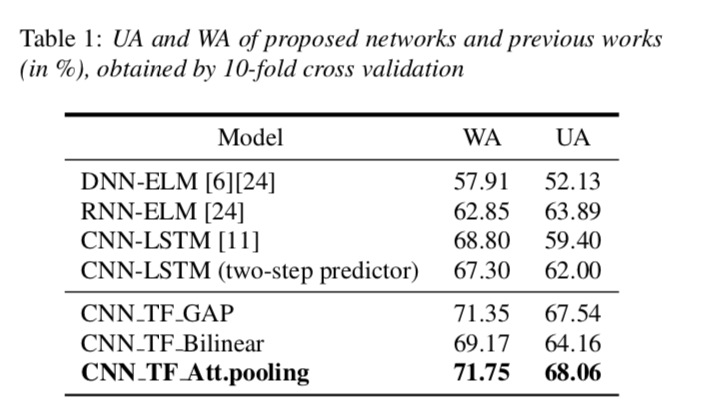 Table 1: UA and WA of proposed networks and previous works
(in %), obtained by 10-fold cross validation
Model WA UA
DNN-ELM [6][24] 57.91 52.13
RNN-ELM [24] 62.85 63.89
CNN-LSTM [11] 68.80 59.40
CNN-LSTM (two-step predictor) 67.30 62.00
CNN_TF_GAP 71.35 67.54
CNN_TF_Bilinear 69.17 64.16
CNN_TF_Att.pooling 71.75 68.06